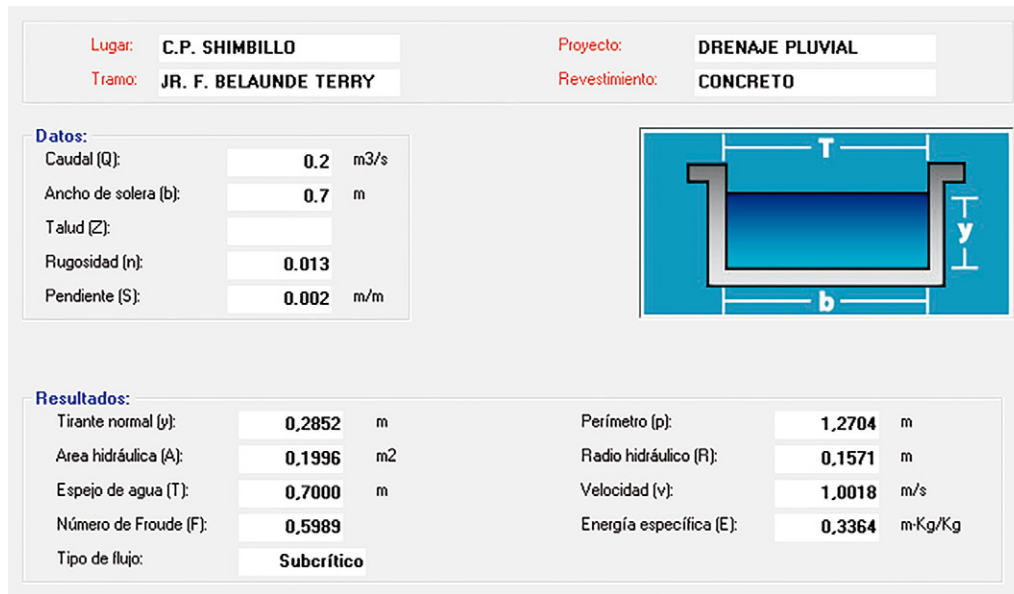 Lugar: C.P. SHIMBILLO Proyecto: DRENAJE PLUVIAL
Tramo: JR. F. BELAUNDE TERRY Revestimiento: CONCRETO
Datos:
Caudal (Q): 0.2 m3/s
Ancho de solera (b): 0.7 m
Talud (Z):
Rugosidad (n): 0.013
Pendiente (S): 0.002 m/m
T
y
b
Resultados:
Tirante normal (y): 0,2852 m Perímetro (p): 1,2704 m
Area hidráulica (A): 0,1996 m2 Radio hidráulico (R): 0,1571 m
Espejo de agua (T): 0,7000 m Velocidad (v): 1,0018 m/s
Número de Froude (F): 0,5989 Energía específica (E): 0,3364 m-Kg/Kg
Tipo de flujo: Subcrítico